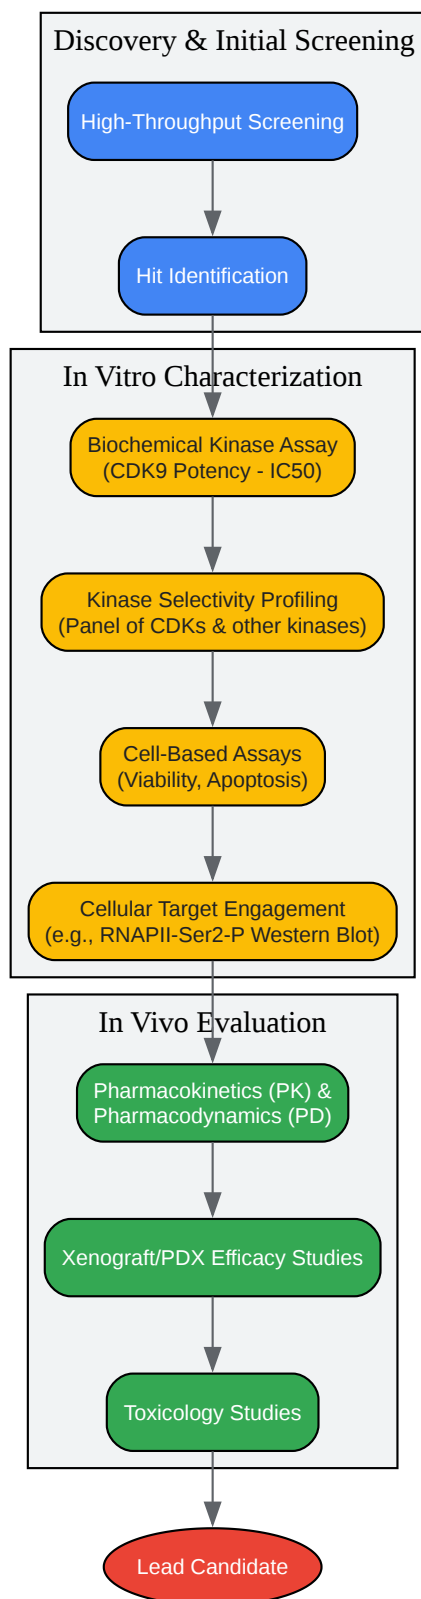 Discovery & Initial Screening
High-Throughput Screening
Hit Identification
In Vitro Characterization
Biochemical Kinase Assay
(CDK9 Potency - IC50)
Kinase Selectivity Profiling
(Panel of CDKs & other kinases)
Cell-Based Assays
(Viability, Apoptosis)
Cellular Target Engagement
(e.g., RNAPII-Ser2-P Western Blot)
In Vivo Evaluation
Pharmacokinetics (PK) &
Pharmacodynamics (PD)
Xenograft/PDX Efficacy Studies
Toxicology Studies
Lead Candidate